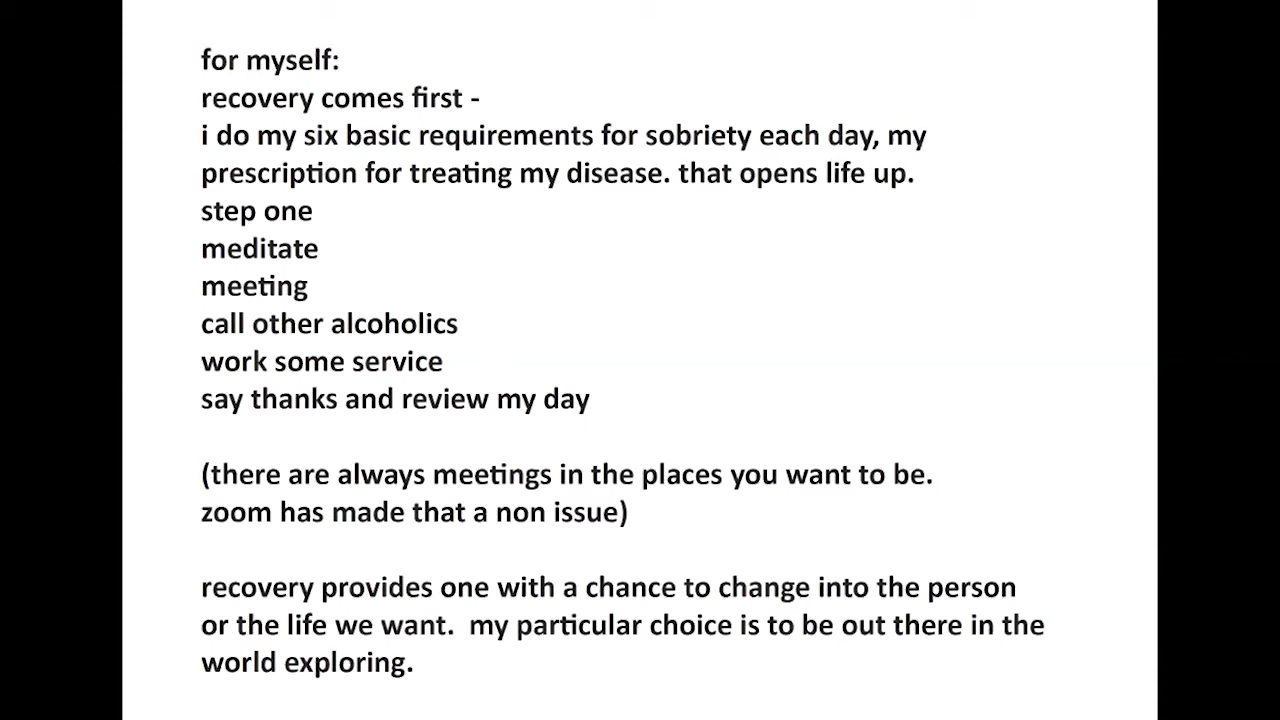 for myself:
recovery comes first -
i do my six basic requirements for sobriety each day, my
prescription for treating my disease. that opens life up.
step one
meditate
meeting
call other alcoholics
work some service
say thanks and review my day
(there are always meetings in the places you want to be.
zoom has made that a non issue)
recovery provides one with a chance to change into the person
or the life we want.  my particular choice is to be out there in the
world exploring.